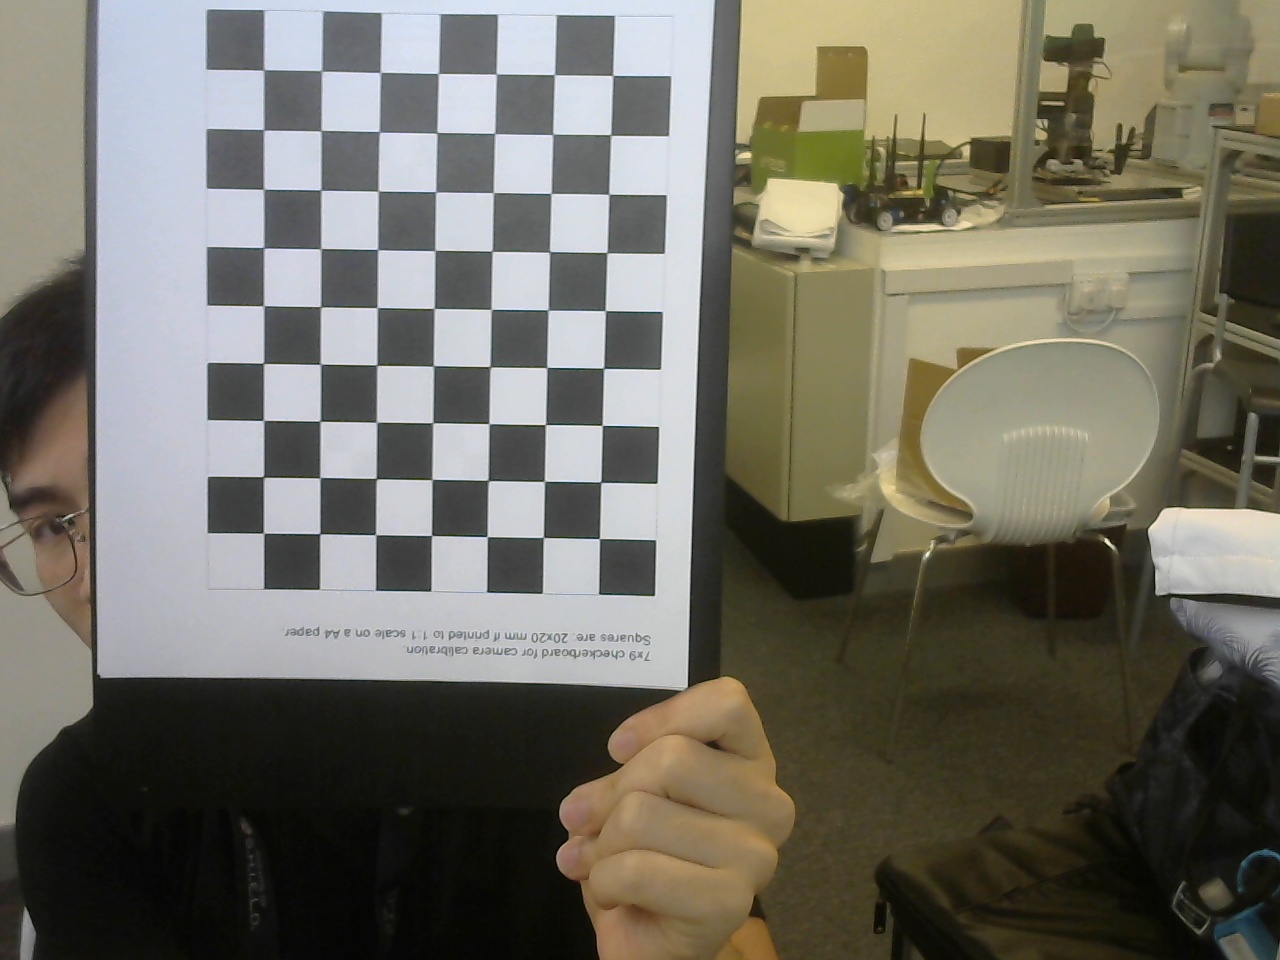 7x9 checkerboard for camera calibration.
Squares are. 20x20 mm if printed to 1:1 scale on a A4 paper.